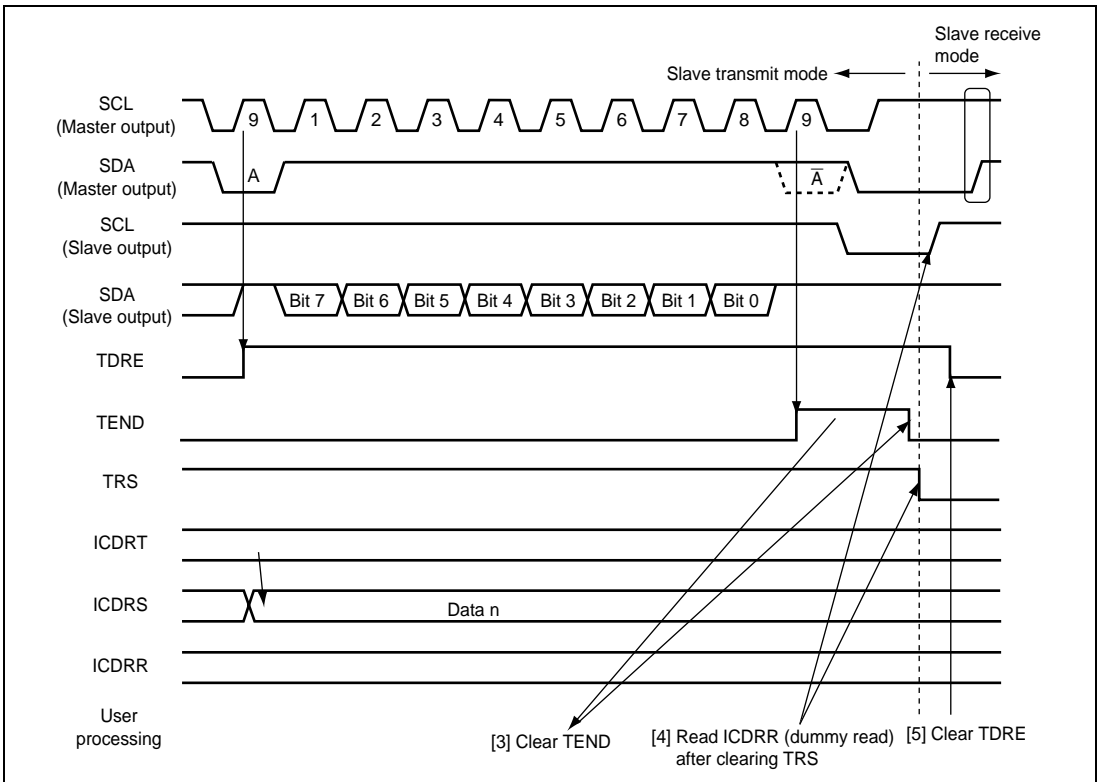 Slave receive
mode
Slave transmit mode
SCL
(Master output)
9 1 2 3 4 5 6 7 8 9
SDA
(Master output)
A A̅
SCL
(Slave output)
SDA
(Slave output)
Bit 7 Bit 6 Bit 5 Bit 4 Bit 3 Bit 2 Bit 1 Bit 0
TDRE
TEND
TRS
ICDRT
ICDRS
Data n
ICDRR
User
processing
[3] Clear TEND
[4] Read ICDRR (dummy read)
after clearing TRS
[5] Clear TDRE